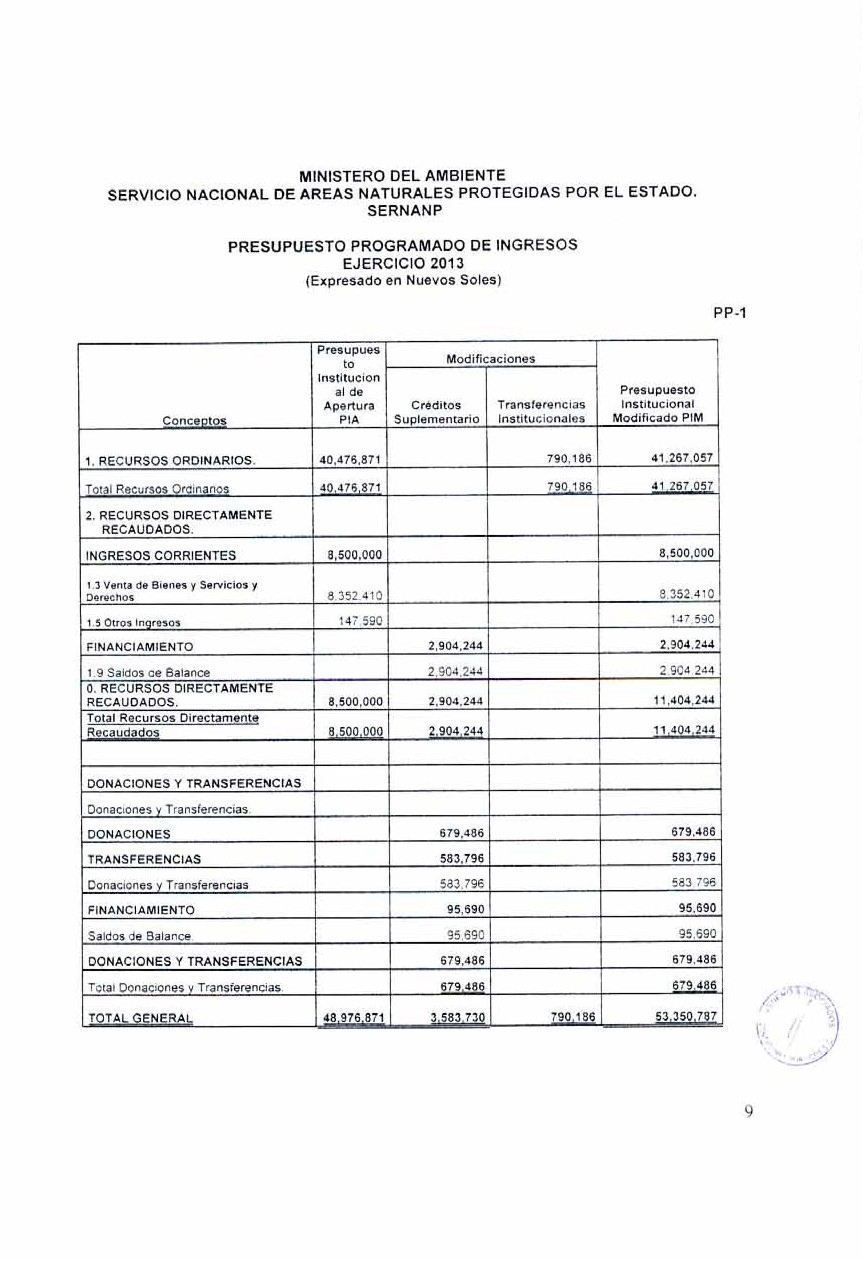 MINISTERO DEL AMBIENTE
SERVICIO NACIONAL DE AREAS NATURALES PROTEGIDAS POR EL ESTADO.
SERNANP
PRESUPUESTO PROGRAMADO DE INGRESOS
EJERCICIO 2013
(Expresado en Nuevos Soles)
PP-1
Presupues
to
Institucion
al de
Apertura
PIA
Modificaciones
Conceptos
Créditos
Suplementario
Transferencias
Institucionales
Presupuesto
Institucional
Modificado PIM
1. RECURSOS ORDINARIOS. 40,476,871 790,186 41,267,057
Total Recursos Ordinarios 40,476,871 790,186 41,267,057
2. RECURSOS DIRECTAMENTE
RECAUDADOS.
INGRESOS CORRIENTES 8,500,000 8,500,000
1.3 Venta de Bienes y Servicios y
Derechos 8,352,410 8,352,410
1.5 Otros Ingresos 147,590 147,590
FINANCIAMIENTO 2,904,244 2,904,244
1.9 Saldos de Balance 2,904,244 2,904,244
0. RECURSOS DIRECTAMENTE
RECAUDADOS. 8,500,000 2,904,244 11,404,244
Total Recursos Directamente
Recaudados 8,500,000 2,904,244 11,404,244
DONACIONES Y TRANSFERENCIAS
Donaciones y Transferencias.
DONACIONES 679,486 679,486
TRANSFERENCIAS 583,796 583,796
Donaciones y Transferencias 583,796 583,796
FINANCIAMIENTO 95,690 95,690
Saldos de Balance. 95,690 95,690
DONACIONES Y TRANSFERENCIAS 679,486 679,486
Total Donaciones y Transferencias. 679,486 679,486
TOTAL GENERAL 48,976,871 3,583,730 790,186 53,350,787
9